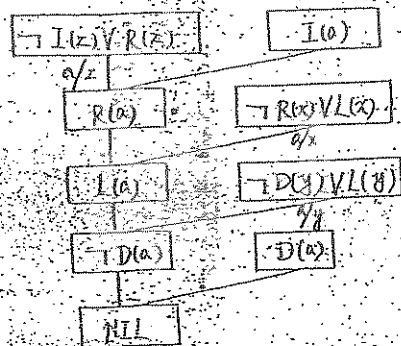 ¬I(z)∨R(z) I(a)
a/z
R(a) ¬R(x)∨L(x)
a/x
L(a) ¬D(y)∨L(y)
a/y
¬D(a) D(a)
NIL